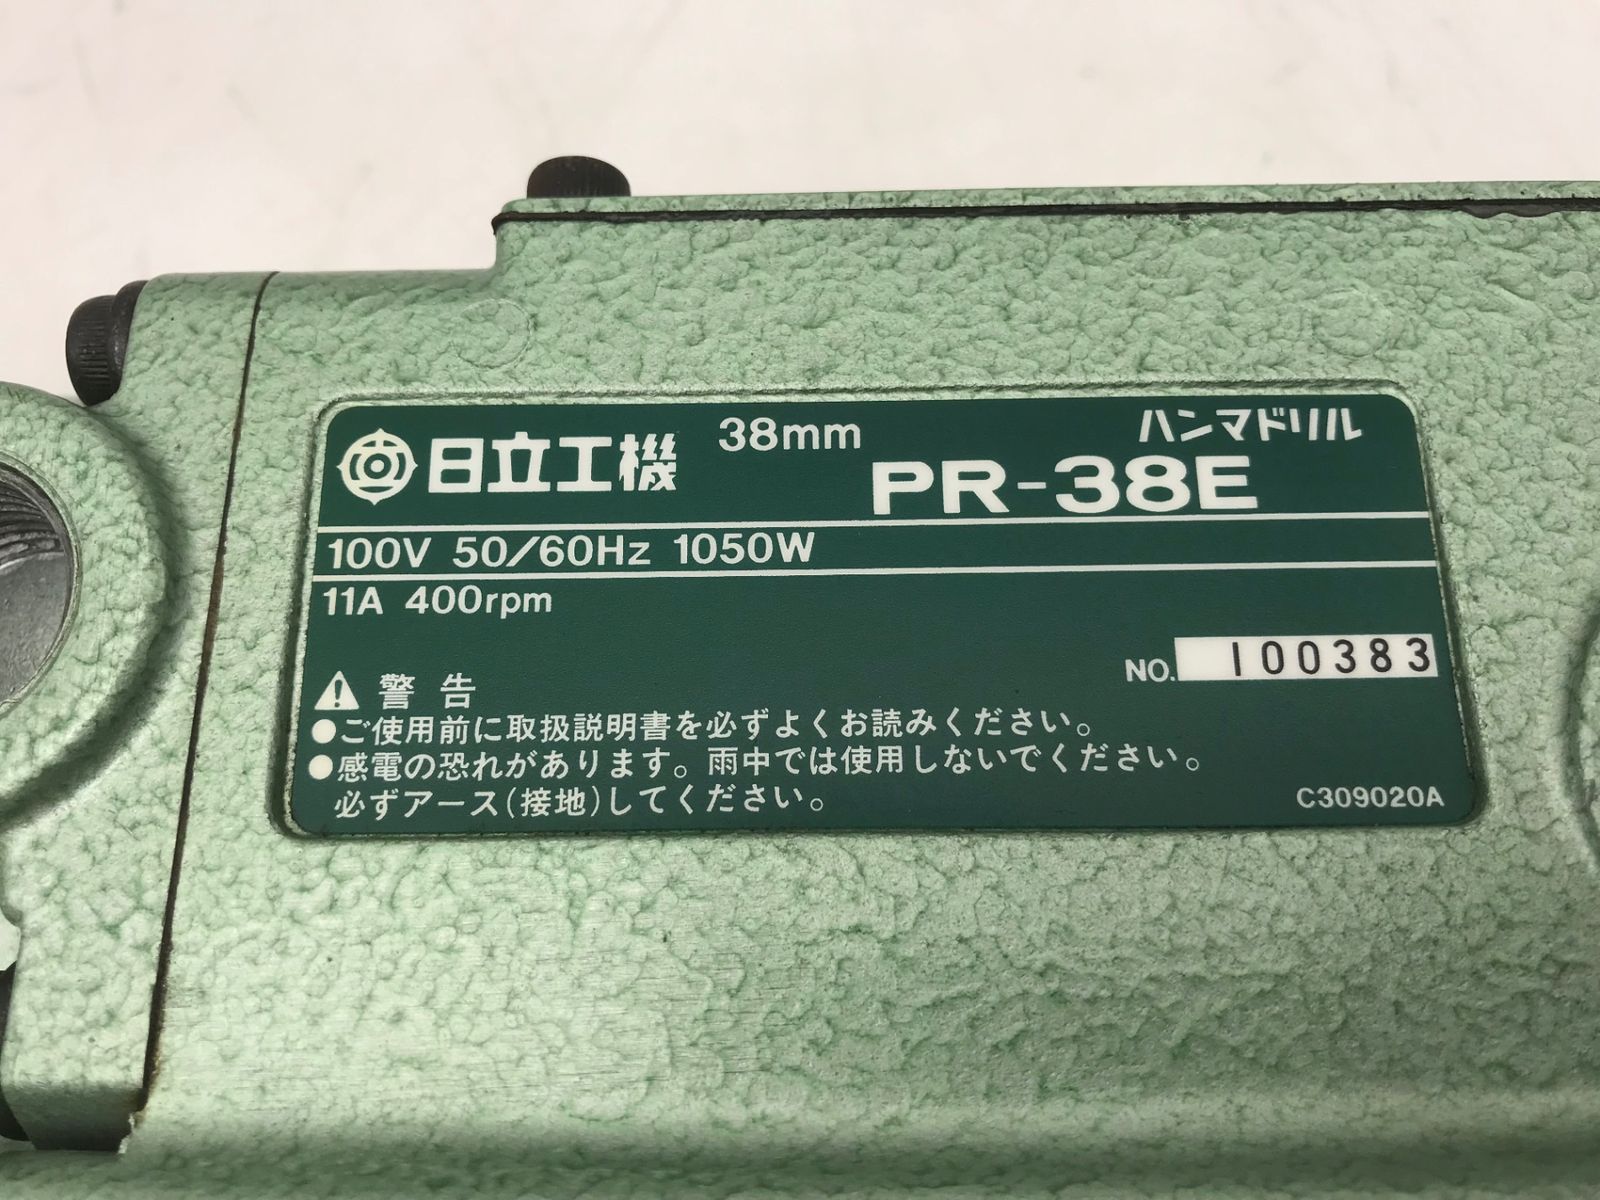 日立工機 38mm ハンマドリル
PR-38E
100V 50/60Hz 1050W
11A 400rpm
NO. 100383
警告
●ご使用前に取扱説明書を必ずよくお読みください。
●感電の恐れがあります。雨中では使用しないでください。
必ずアース(接地)してください。
C309020A